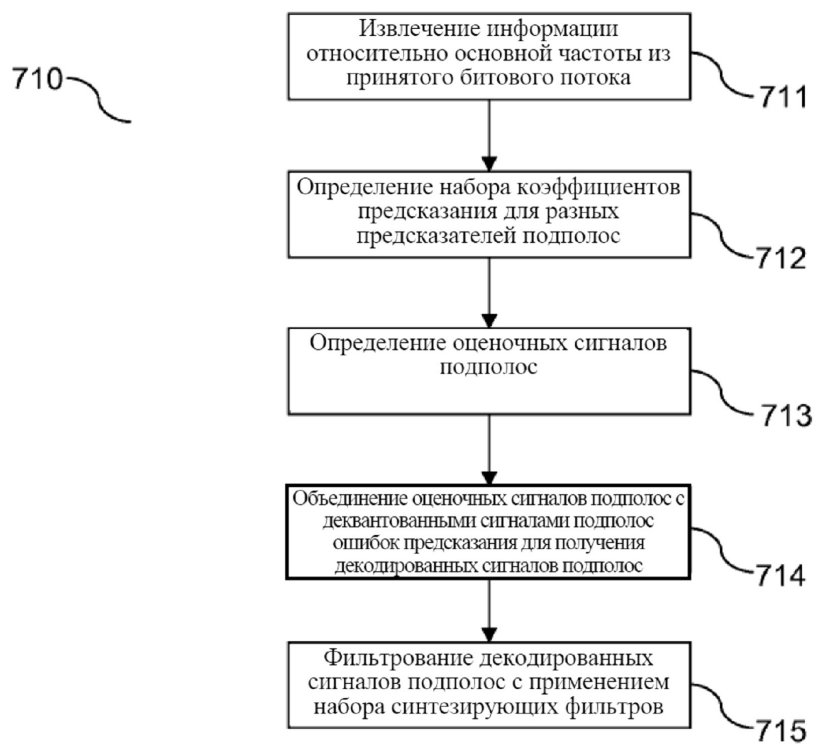 Извлечение информации
относительно основной частоты из
принятого битового потока
710
711
Определение набора коэффициентов
предсказания для разных
предсказателей подполос
712
Определение оценочных сигналов
подполос
713
Объединение оценочных сигналов подполос с
деквантованными сигналами подполос
ошибок предсказания для получения
декодированных сигналов подполос
714
Фильтрование декодированных
сигналов подполос с применением
набора синтезирующих фильтров
715